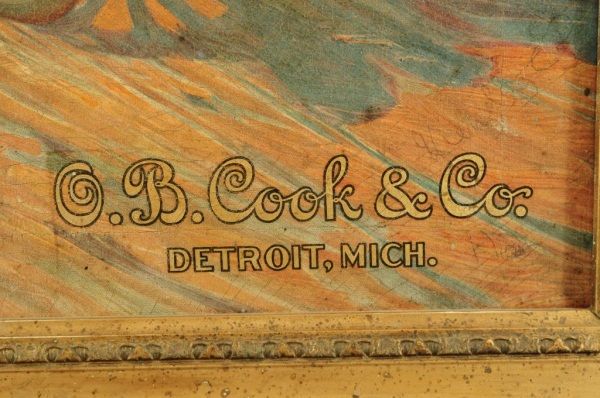 O.B. Cook & Co.
DETROIT, MICH.